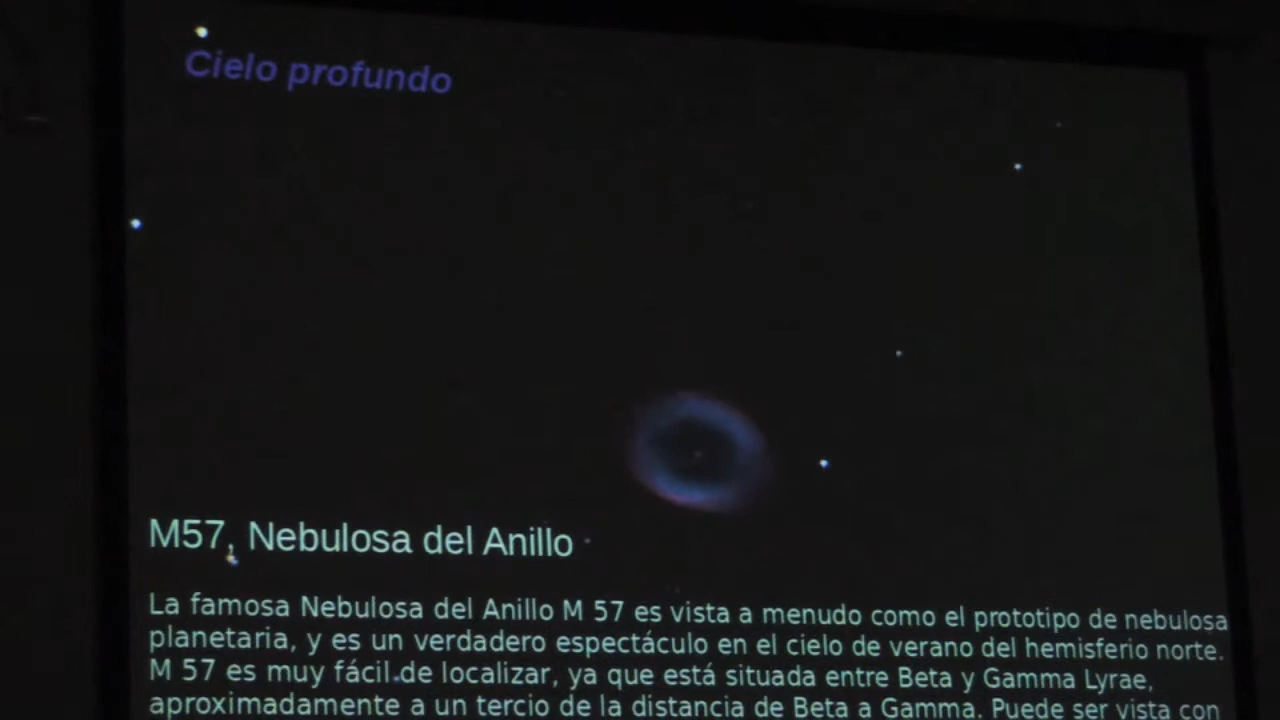 Cielo profundo
M57, Nebulosa del Anillo
La famosa Nebulosa del Anillo M 57 es vista a menudo como el prototipo de nebulosa
planetaria, y es un verdadero espectáculo en el cielo de verano del hemisferio norte.
M 57 es muy fácil de localizar, ya que está situada entre Beta y Gamma Lyrae,
aproximadamente a un tercio de la distancia de Beta a Gamma. Puede ser vista con